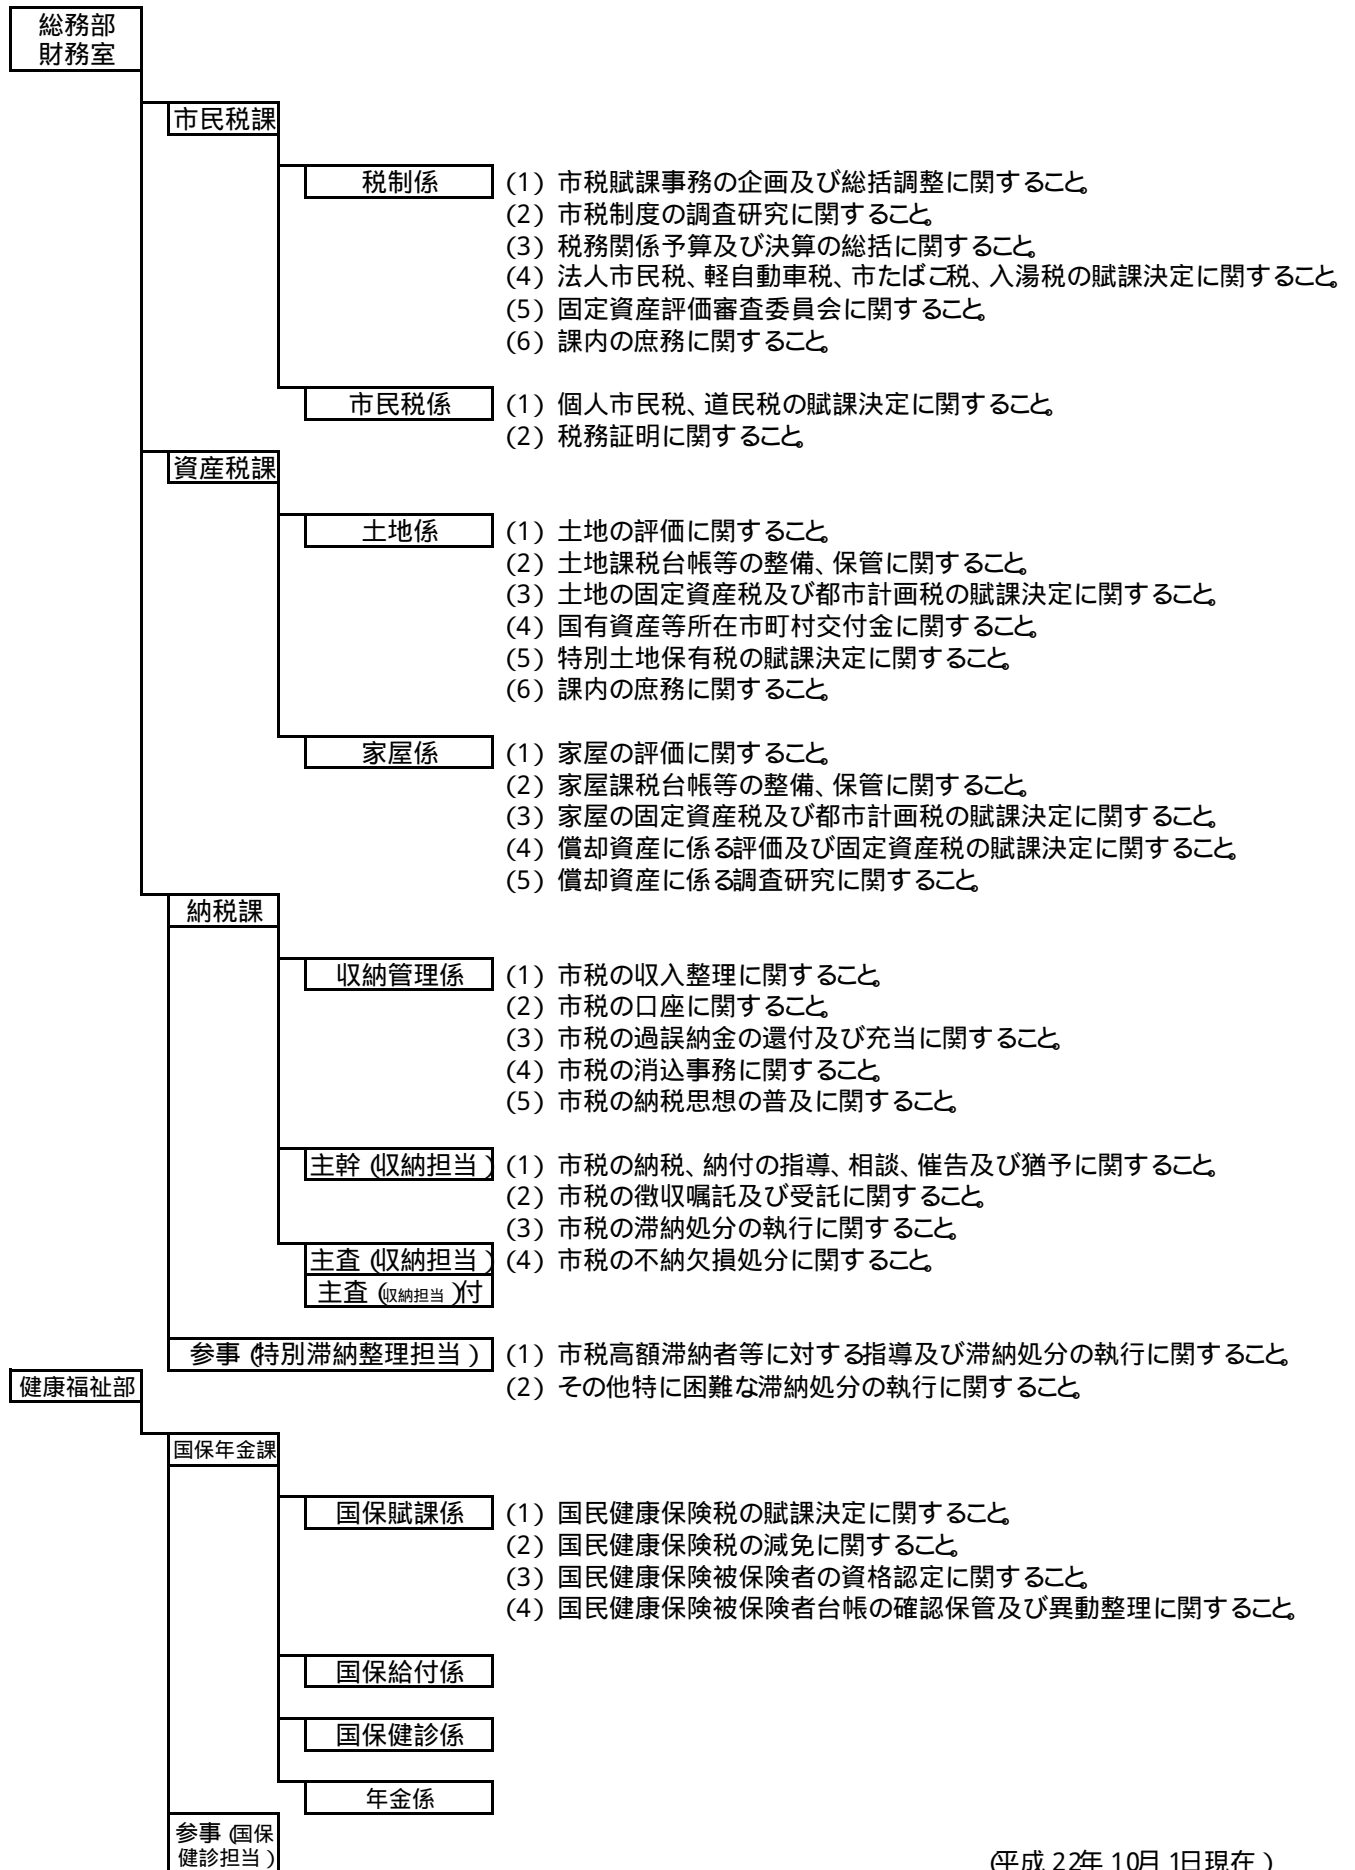 総務部
財務室
市民税課
税制係 (1) 市税賦課事務の企画及び総括調整に関すること。
(2) 市税制度の調査研究に関すること。
(3) 税務関係予算及び決算の総括に関すること。
(4) 法人市民税、軽自動車税、市たばこ税、入湯税の賦課決定に関すること。
(5) 固定資産評価審査委員会に関すること。
(6) 課内の庶務に関すること。
市民税係 (1) 個人市民税、道民税の賦課決定に関すること。
(2) 税務証明に関すること。
資産税課
土地係 (1) 土地の評価に関すること。
(2) 土地課税台帳等の整備、保管に関すること。
(3) 土地の固定資産税及び都市計画税の賦課決定に関すること。
(4) 国有資産等所在市町村交付金に関すること。
(5) 特別土地保有税の賦課決定に関すること。
(6) 課内の庶務に関すること。
家屋係 (1) 家屋の評価に関すること。
(2) 家屋課税台帳等の整備、保管に関すること。
(3) 家屋の固定資産税及び都市計画税の賦課決定に関すること。
(4) 償却資産に係る評価及び固定資産税の賦課決定に関すること。
(5) 償却資産に係る調査研究に関すること。
納税課
収納管理係 (1) 市税の収入整理に関すること。
(2) 市税の口座に関すること。
(3) 市税の過誤納金の還付及び充当に関すること。
(4) 市税の消込事務に関すること。
(5) 市税の納税思想の普及に関すること。
主幹(収納担当) (1) 市税の納税、納付の指導、相談、催告及び猶予に関すること。
(2) 市税の徴収嘱託及び受託に関すること。
(3) 市税の滞納処分の執行に関すること。
主査(収納担当) (4) 市税の不納欠損処分に関すること。
主査(収納担当)付
参事(特別滞納整理担当) (1) 市税高額滞納者等に対する指導及び滞納処分の執行に関すること。
健康福祉部 (2) その他特に困難な滞納処分の執行に関すること。
国保年金課
国保賦課係 (1) 国民健康保険税の賦課決定に関すること。
(2) 国民健康保険税の減免に関すること。
(3) 国民健康保険被保険者の資格認定に関すること。
(4) 国民健康保険被保険者台帳の確認保管及び異動整理に関すること。
国保給付係
国保健診係
年金係
参事(国保
健診担当)
(平成22年10月1日現在)